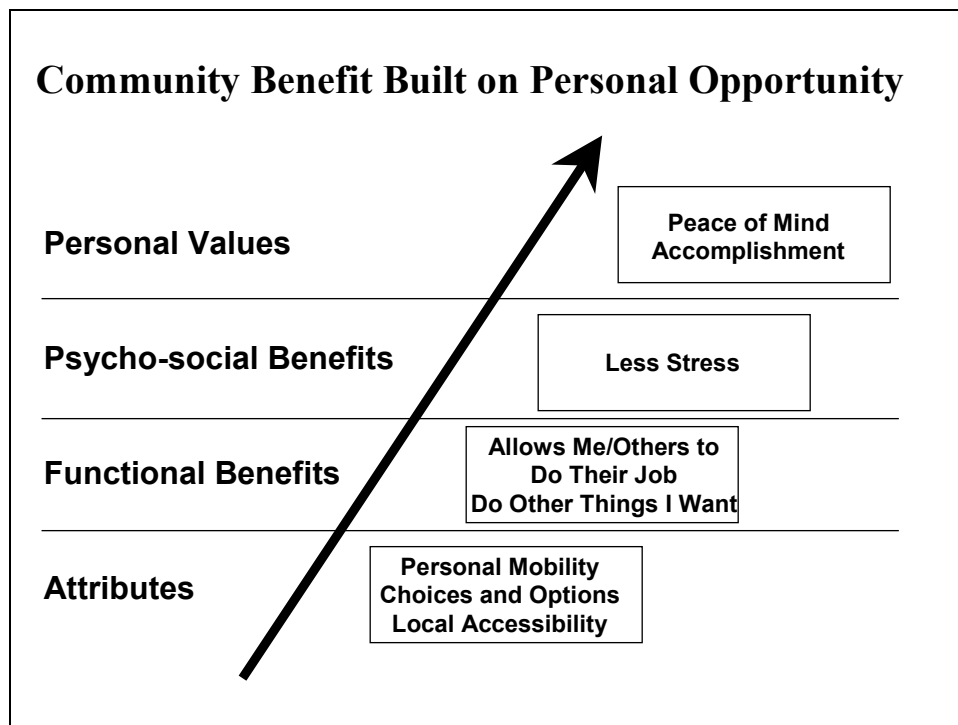 Community Benefit Built on Personal Opportunity
Personal Values
Peace of Mind
Accomplishment
Psycho-social Benefits
Less Stress
Functional Benefits
Allows Me/Others to
Do Their Job
Do Other Things I Want
Attributes
Personal Mobility
Choices and Options
Local Accessibility